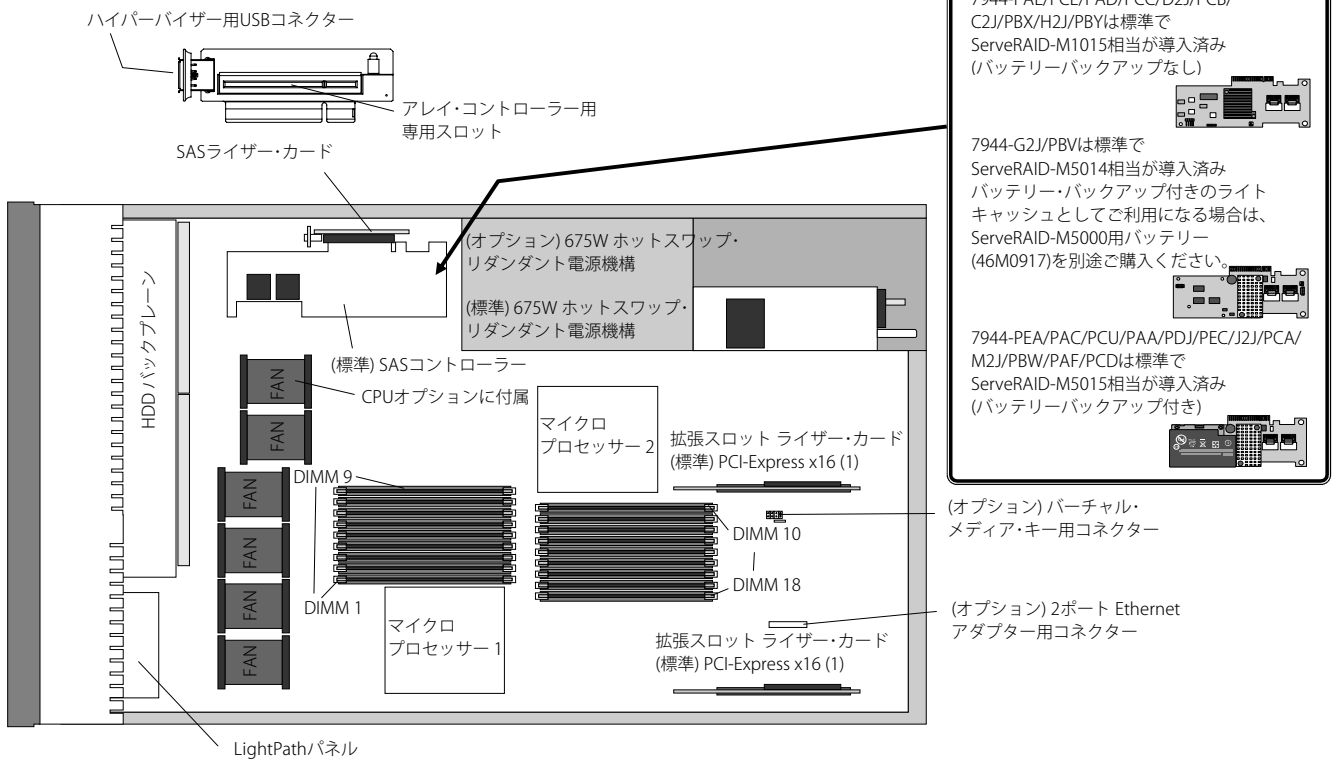 ハイパーバイザー用USBコネクター
アレイ・コントローラー用
専用スロット
SASライザー・カード
7944-PAE/PCE/PAD/PCC/D2J/PCB/
C2J/PBX/H2J/PBYは標準で
ServeRAID-M1015相当が導入済み
(バッテリーバックアップなし)
7944-G2J/PBVは標準で
ServeRAID-M5014相当が導入済み
バッテリー・バックアップ付きのライト
キャッシュとしてご利用になる場合は、
ServeRAID-M5000用バッテリー
(46M0917)を別途ご購入ください。
7944-PEA/PAC/PCU/PAA/PDJ/PEC/J2J/PCA/
M2J/PBW/PAF/PCDは標準で
ServeRAID-M5015相当が導入済み
(バッテリーバックアップ付き)
(オプション) 675W ホットスワップ・
リダンダント電源機構
(標準) 675W ホットスワップ・
リダンダント電源機構
HDD バックプレーン
(標準) SASコントローラー
FAN
CPUオプションに付属
FAN
マイクロ
プロセッサー 2
拡張スロット ライザー・カード
(標準) PCI-Express x16 (1)
DIMM 9
FAN
(オプション) バーチャル・
メディア・キー用コネクター
DIMM 10
FAN
DIMM 18
DIMM 1
FAN
(オプション) 2ポート Ethernet
アダプター用コネクター
マイクロ
プロセッサー 1
拡張スロット ライザー・カード
(標準) PCI-Express x16 (1)
FAN
LightPathパネル